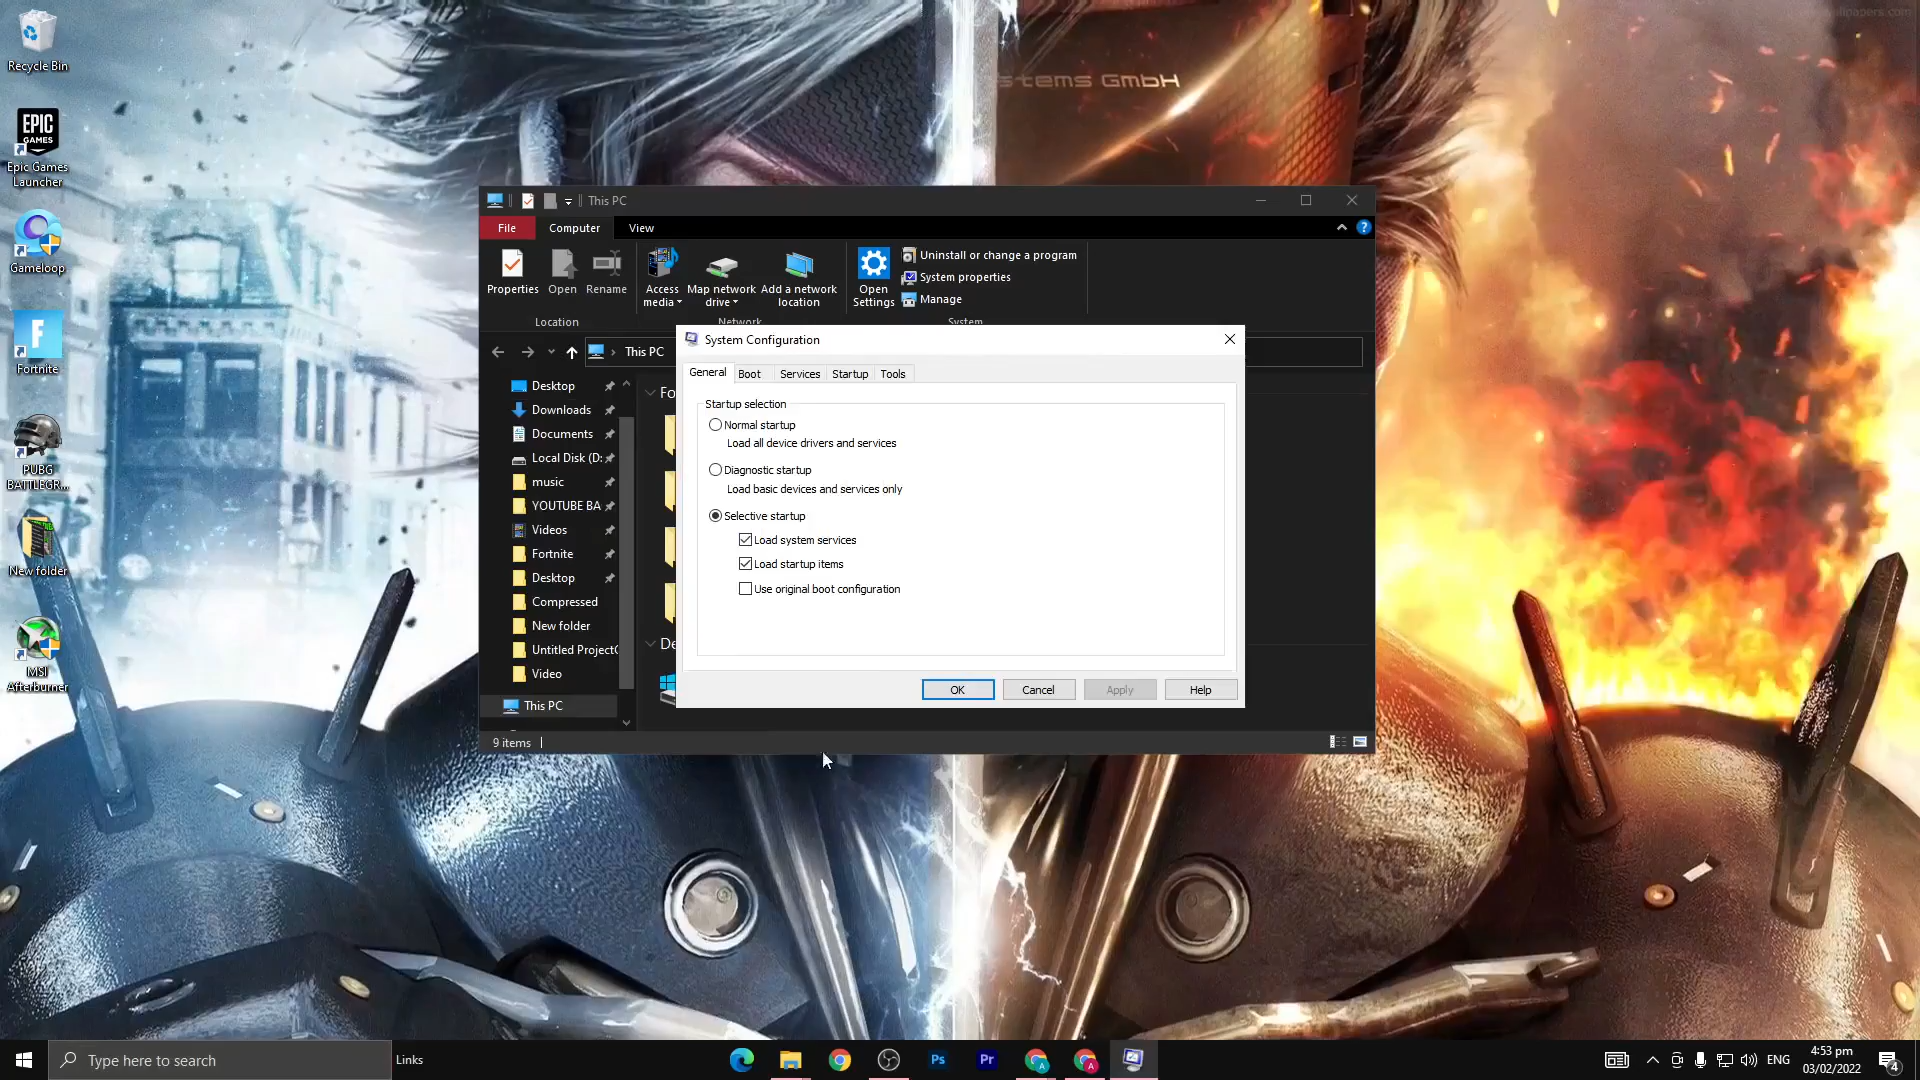 llpapers.com
stems GmbH
Recycle Bin
EPIC
GAMES
Epic Games
Launcher
Gameloop
Fortnite
PUBG
BATTLEGR...
New folder
MSI
Afterburner
This PC
File
Computer
View
Properties
Open
Rename
Access
media
Map network
drive
Add a network
location
Open
Settings
Uninstall or change a program
System properties
Manage
Location
Network
System
This PC
Desktop
Downloads
Documents
Local Disk (D:
music
YOUTUBE BA
Videos
Fortnite
Desktop
Compressed
New folder
Untitled Project
Video
This PC
9 items
Fo
De
System Configuration
General
Boot
Services
Startup
Tools
Startup selection
Normal startup
Load all device drivers and services
Diagnostic startup
Load basic devices and services only
Selective startup
Load system services
Load startup items
Use original boot configuration
OK
Cancel
Apply
Help
Type here to search
Links
Ps
Pr
A
A
ENG
4:53 pm
03/02/2022
4